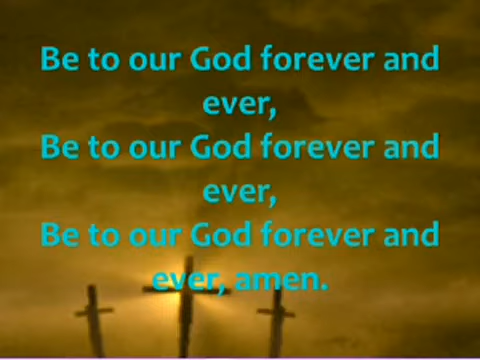 Be to our God forever and
ever,
Be to our God forever and
ever,
Be to our God forever and
ever, amen.